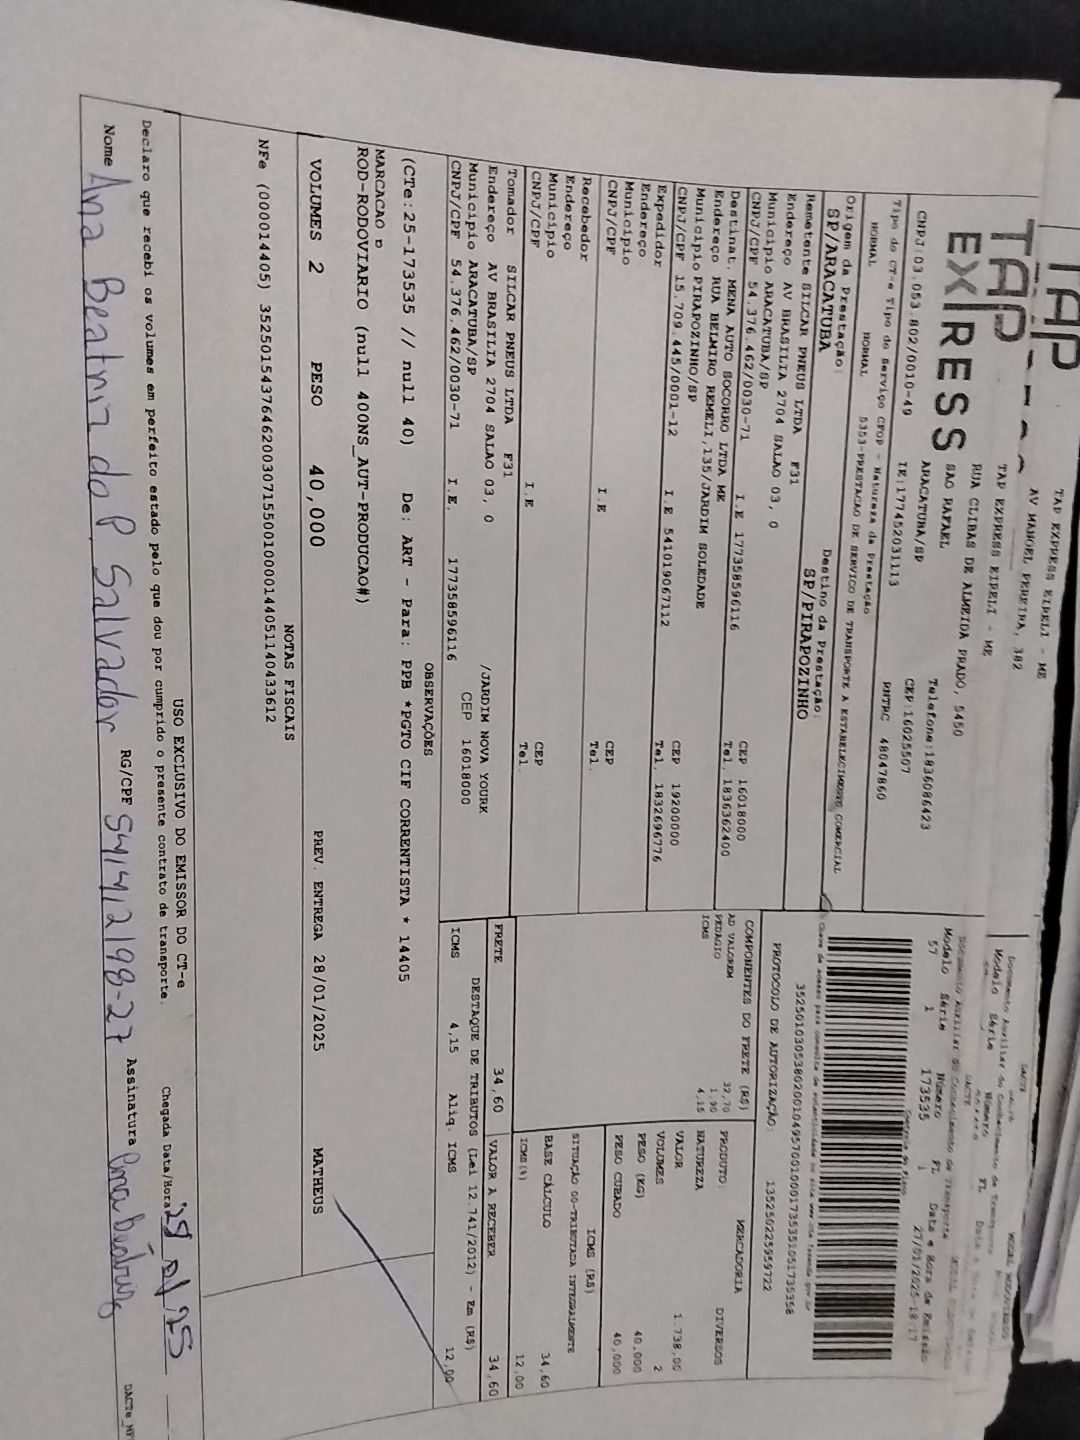 TAP
TAP EXPRESS EIRELI - ME
AV MANOEL PEREIRA, 382
TAP
EXPRESS
TAP EXPRESS EIRELI - ME
RUA CLIBAS DE ALMEIDA PRADO, 5450
SAO RAFAEL
ARACATUBA/SP
Telefone:1836086423
CNPJ:03.053.802/0010-49 IE:177452031113 CEP:16025507
RNTRC 48047860
Modelo Série Número FL Data e Hora de Emissão
57 1 173535 1 27/01/2025-18:17
Tipo do CT-e Tipo do Serviço CFOP - Natureza da Prestação
NORMAL NORMAL 5353-PRESTACAO DE SERVICO DE TRANSPORTE A ESTABELECIMENTO COMERCIAL
Origem da Prestação: Destino da Prestação:
SP/ARACATUBA SP/PIRAPOZINHO
35250103053802001049570010001735351051735358
PROTOCOLO DE AUTORIZAÇÃO: 135250225959722
Remetente SILCAR PNEUS LTDA F31
Endereço AV BRASILIA 2704 SALAO 03, 0
Municipio ARACATUBA/SP CEP 16018000
CNPJ/CPF 54.376.462/0030-71 I.E 177358596116 Tel. 1836362400
Destinat. MENA AUTO SOCORRO LTDA ME
Endereço RUA BELMIRO REMELI,135/JARDIM SOLEDADE
Municipio PIRAPOZINHO/SP CEP 19200000
CNPJ/CPF 15.709.445/0001-12 I.E 541019067112 Tel. 1832696776
Expedidor
Endereço
Municipio CEP
CNPJ/CPF I.E Tel.
Recebedor
Endereço
Municipio CEP
CNPJ/CPF I.E Tel.
Tomador SILCAR PNEUS LTDA F31
Endereço AV BRASILIA 2704 SALAO 03, 0 /JARDIM NOVA YOURK
Municipio ARACATUBA/SP CEP 16018000
CNPJ/CPF 54.376.462/0030-71 I.E. 177358596116
COMPONENTES DO FRETE (R$)
AD VALOREM 32,70
PEDAGIO 1,90
ICMS 4,15
PRODUTO: MERCADORIA DIVERSOS
NATUREZA
VALOR 1.738,00
VOLUMES 2
PESO (KG) 40,000
PESO CUBADO 40,000
ICMS (R$)
SITUAÇÃO 00-TRIBUTADA INTEGRALMENTE
BASE CÁLCULO 34,60
ICMS(%) 12,00
FRETE 34,60 VALOR A RECEBER 34,60
DESTAQUE DE TRIBUTOS (Lei 12.741/2012) - Em (R$)
ICMS 4,15 Aliq. ICMS 12,00
OBSERVAÇÕES
(CTe:25-173535 // null 40) De: ART - Para: PPB *PGTO CIF CORRENTISTA * 14405
MARCACAO D
ROD-RODOVIARIO (null 400NS_AUT-PRODUCAO#)
VOLUMES 2 PESO 40,000 PREV. ENTREGA 28/01/2025 MATHEUS
NOTAS FISCAIS
NFe (000014405) 35250154376462003071550010000144051140433612
USO EXCLUSIVO DO EMISSOR DO CT-e
Declaro que recebi os volumes em perfeito estado pelo que dou por cumprido o presente contrato de transporte. Chegada Data/Hora
Nome Ana Beatriz da P. Salvador RG/CPF Assinatura Ana Beatriz